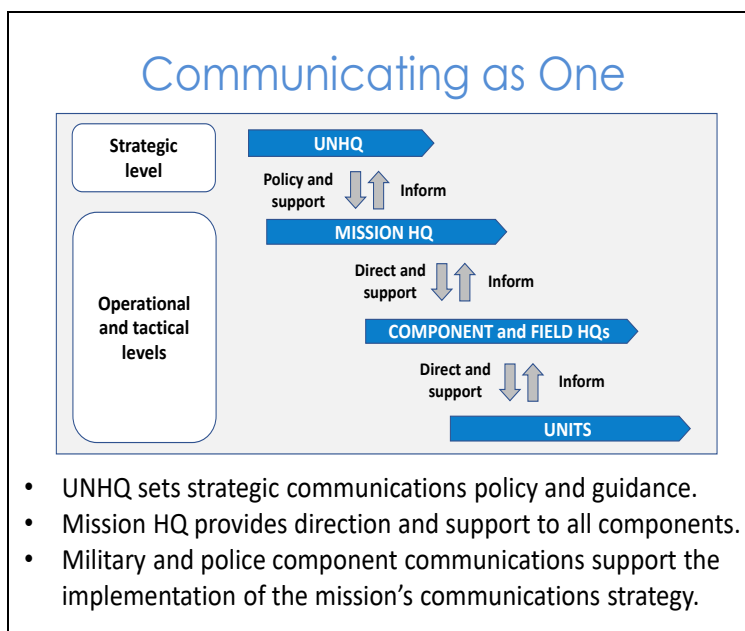 Communicating as One
Strategic
level
UNHQ
Policy and
support
Inform
MISSION HQ
Operational
and tactical
levels
Direct and
support
Inform
COMPONENT and FIELD HQs
Direct and
support
Inform
UNITS
• UNHQ sets strategic communications policy and guidance.
• Mission HQ provides direction and support to all components.
• Military and police component communications support the
implementation of the mission’s communications strategy.